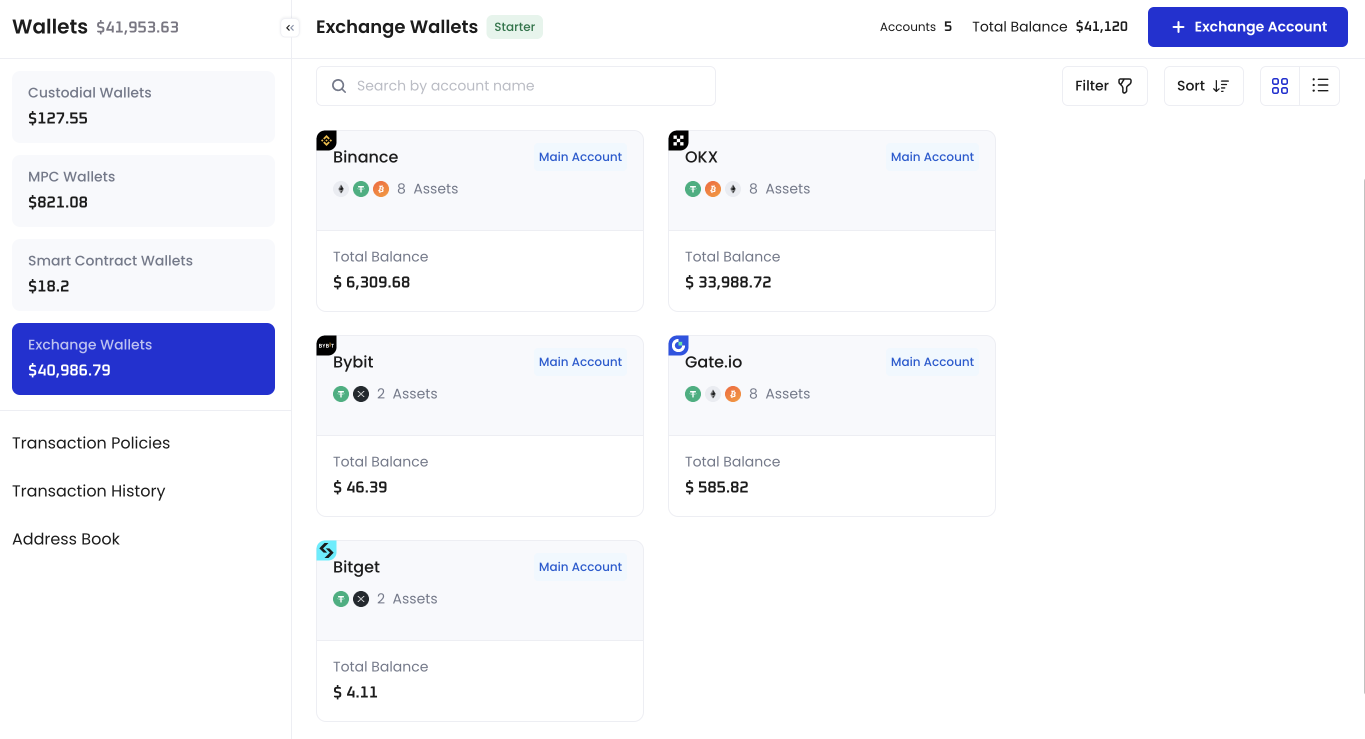 Wallets $41,953.63
Custodial Wallets
$127.55
MPC Wallets
$821.08
Smart Contract Wallets
$18.2
Exchange Wallets
$40,986.79
Transaction Policies
Transaction History
Address Book
Exchange Wallets Starter
Accounts 5 Total Balance $41,120
+ Exchange Account
Search by account name
Filter
Sort
Binance Main Account
8 Assets
Total Balance
$ 6,309.68
OKX Main Account
8 Assets
Total Balance
$ 33,988.72
BYBIT
Bybit Main Account
2 Assets
Total Balance
$ 46.39
Gate.io Main Account
8 Assets
Total Balance
$ 585.82
Bitget Main Account
2 Assets
Total Balance
$ 4.11